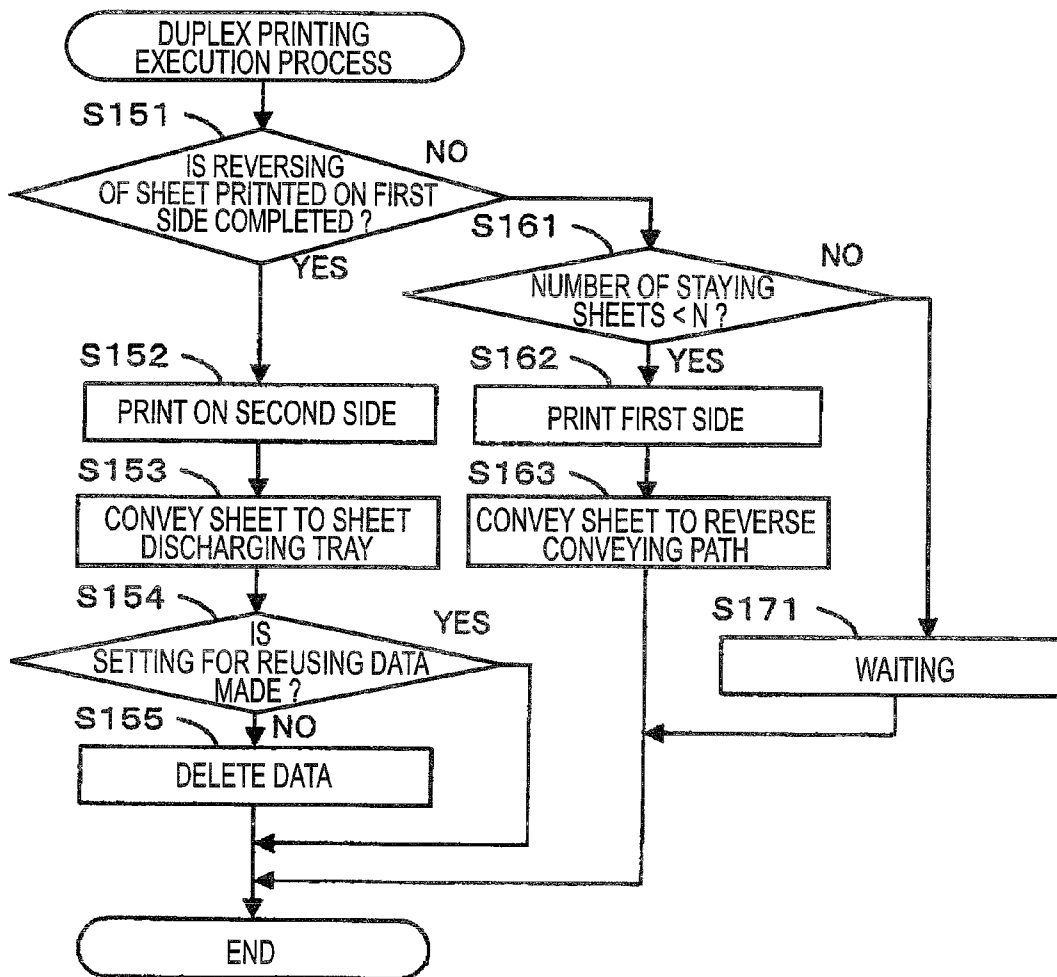 DUPLEX PRINTING
EXECUTION PROCESS
S151
IS REVERSING
OF SHEET PRITNTED ON FIRST
SIDE COMPLETED ?
NO
YES
S161
NUMBER OF STAYING
SHEETS < N ?
NO
YES
S152
PRINT ON SECOND SIDE
S162
PRINT FIRST SIDE
S153
CONVEY SHEET TO SHEET
DISCHARGING TRAY
S163
CONVEY SHEET TO REVERSE
CONVEYING PATH
S154
IS
SETTING FOR REUSING DATA
MADE ?
YES
NO
S171
WAITING
S155
DELETE DATA
END